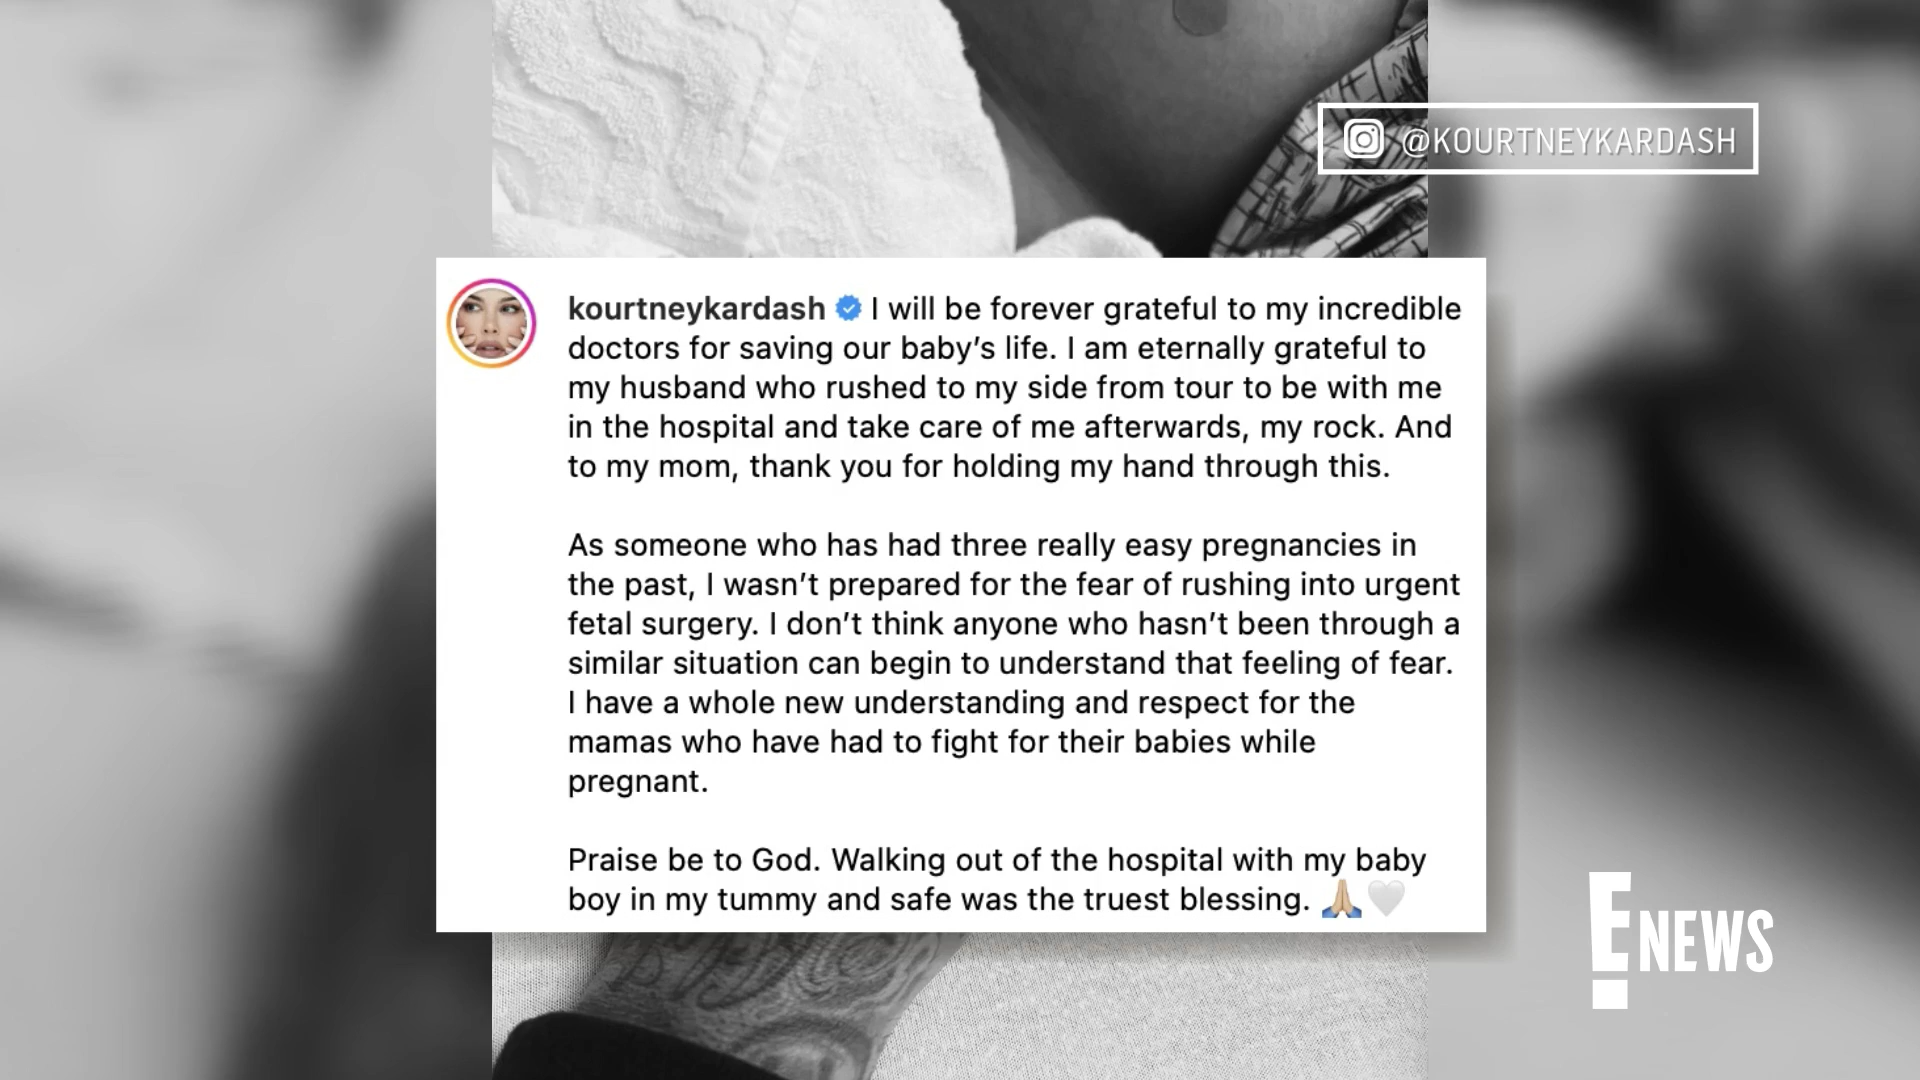 @KOURTNEYKARDASH
kourtneykardash I will be forever grateful to my incredible
doctors for saving our baby’s life. I am eternally grateful to
my husband who rushed to my side from tour to be with me
in the hospital and take care of me afterwards, my rock. And
to my mom, thank you for holding my hand through this.
As someone who has had three really easy pregnancies in
the past, I wasn’t prepared for the fear of rushing into urgent
fetal surgery. I don’t think anyone who hasn’t been through a
similar situation can begin to understand that feeling of fear.
I have a whole new understanding and respect for the
mamas who have had to fight for their babies while
pregnant.
Praise be to God. Walking out of the hospital with my baby
boy in my tummy and safe was the truest blessing. 🙏🏼🤍
E! NEWS